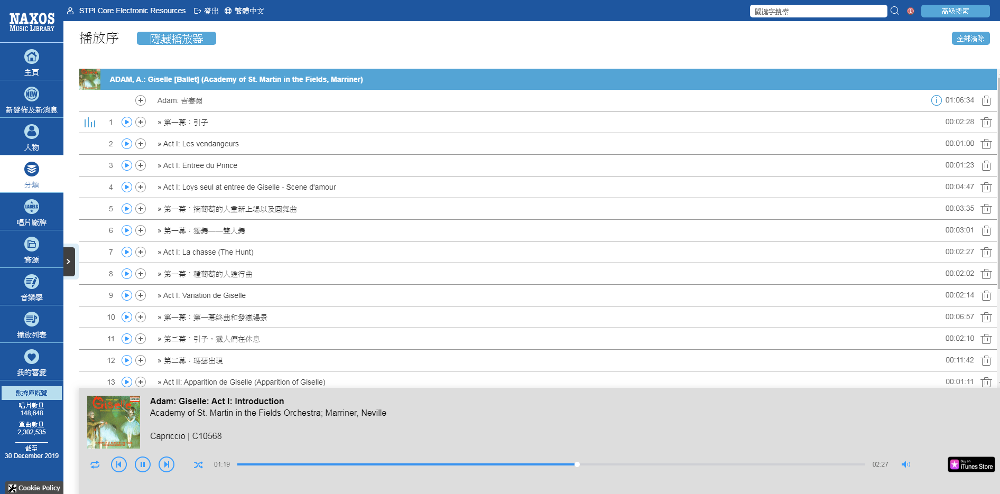 NAXOS
MUSIC LIBRARY
STPI Core Electronic Resources 登出 繁體中文
關鍵字搜索
高級搜索
主頁
NEW
新發佈及新消息
人物
分類
LABELS
唱片廠牌
資源
音樂學
播放列表
我的喜愛
數據庫概覽
唱片數量
148,648
單曲數量
2,302,535
截至
30 December 2019
Cookie Policy
播放序 隱藏播放器
全部清除
ADAM, A.: Giselle [Ballet] (Academy of St. Martin in the Fields, Marriner)
Adam: 吉賽爾 01:06:34
1 » 第一幕：引子 00:02:28
2 » Act I: Les vendangeurs 00:01:00
3 » Act I: Entree du Prince 00:01:23
4 » Act I: Loys seul at entree de Giselle - Scene d'amour 00:04:47
5 » 第一幕：摘葡萄的人重新上場以及圓舞曲 00:03:35
6 » 第一幕：獨舞——雙人舞 00:03:01
7 » Act I: La chasse (The Hunt) 00:02:27
8 » 第一幕：種葡萄的人進行曲 00:02:02
9 » Act I: Variation de Giselle 00:02:14
10 » 第一幕：第一幕終曲和發瘋場景 00:06:57
11 » 第二幕：引子，獵人們在休息 00:02:10
12 » 第二幕：瑪瑟出現 00:11:42
13 » Act II: Apparition de Giselle (Apparition of Giselle) 00:01:11
Giselle
Adam: Giselle: Act I: Introduction
Academy of St. Martin in the Fields Orchestra; Marriner, Neville
Capriccio | C10568
01:19
02:27
Buy on
iTunes Store